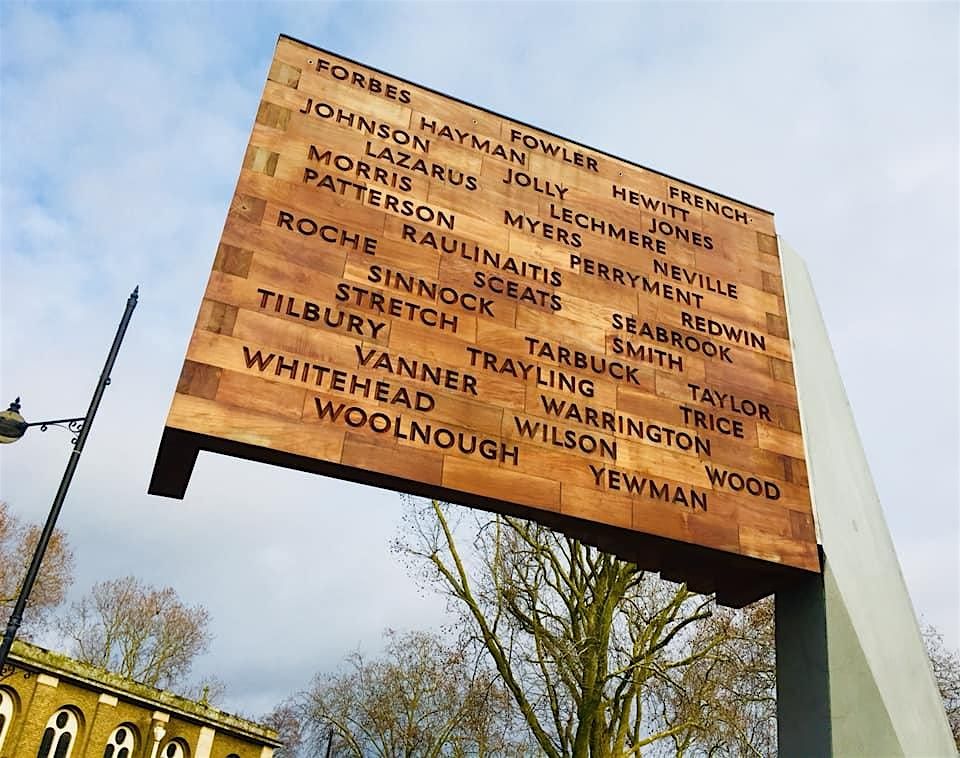 FORBES FOWLER FRENCH
HAYMAN HEWITT
JOHNSON JOLLY JONES
LAZARUS LECHMERE
MORRIS MYERS NEVILLE
PATTERSON PERRYMENT
RAULINAITIS REDWIN
ROCHE SCEATS SEABROOK
SINNOCK SMITH
STRETCH TARBUCK TAYLOR
TILBURY TRAYLING TRICE
VANNER WARRINGTON
WHITEHEAD WILSON WOOD
WOOLNOUGH YEWMAN